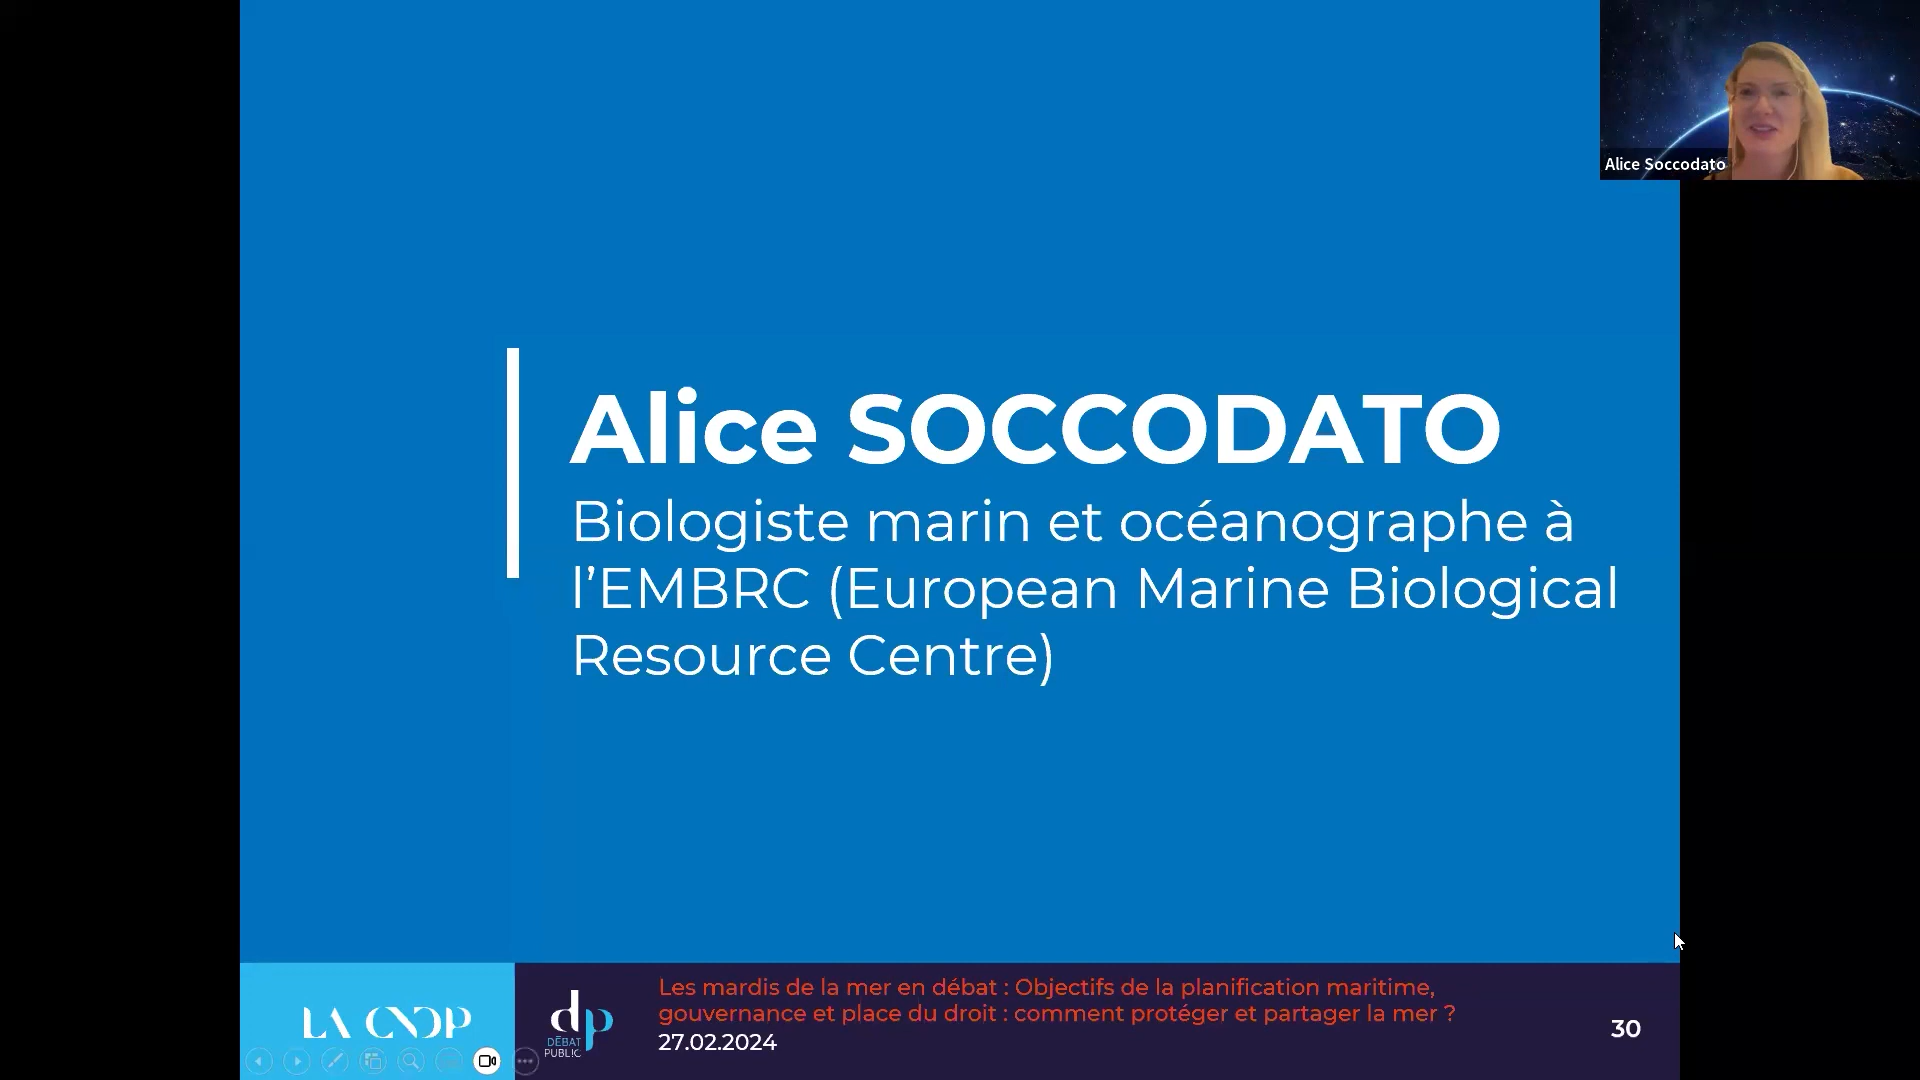 Alice Soccodato
Alice SOCCODATO
Biologiste marin et océanographe à
l’EMBRC (European Marine Biological
Resource Centre)
LA CNDP
dp
DÉBAT
PUBLIC
Les mardis de la mer en débat : Objectifs de la planification maritime,
gouvernance et place du droit : comment protéger et partager la mer ?
27.02.2024
30